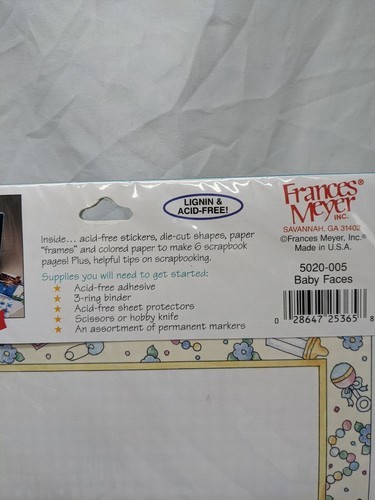 LIGNIN &
ACID-FREE!
Inside... acid-free stickers, die-cut shapes, paper
"frames" and colored paper to make 6 scrapbook
pages! Plus, helpful tips on scrapbooking.
Supplies you will need to get started:
Acid-free adhesive
3-ring binder
Acid-free sheet protectors
Scissors or hobby knife
An assortment of permanent markers
Frances
Meyer
INC.
SAVANNAH, GA 31402
©Frances Meyer, Inc.®
Made in U.S.A.
5020-005
Baby Faces
0 28647 25365 8